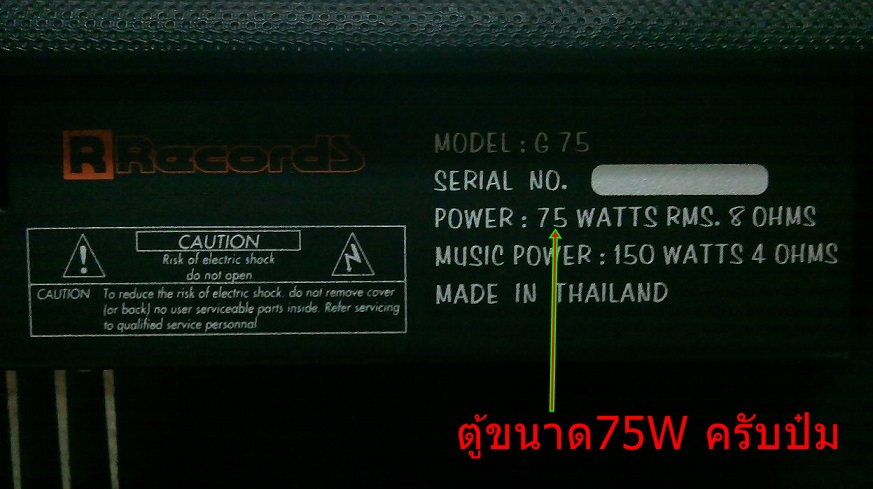 R Racords
MODEL : G 75
SERIAL NO.
POWER : 75 WATTS RMS. 8 OHMS
MUSIC POWER : 150 WATTS 4 OHMS
MADE IN THAILAND
CAUTION
Risk of electric shock
do not open
CAUTION To reduce the risk of electric shock. do not remove cover
(or back) no user serviceable parts inside. Refer servicing
to qualified service personnal
ตู้ขนาด75W ครับป๋ม